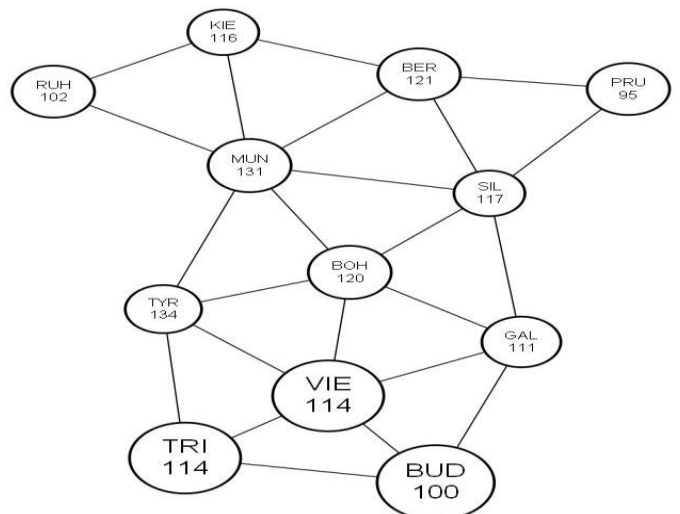 KIE
116
BER
121
RUH
102
PRU
95
MUN
131
SIL
117
BOH
120
TYR
134
GAL
111
VIE
114
TRI
114
BUD
100